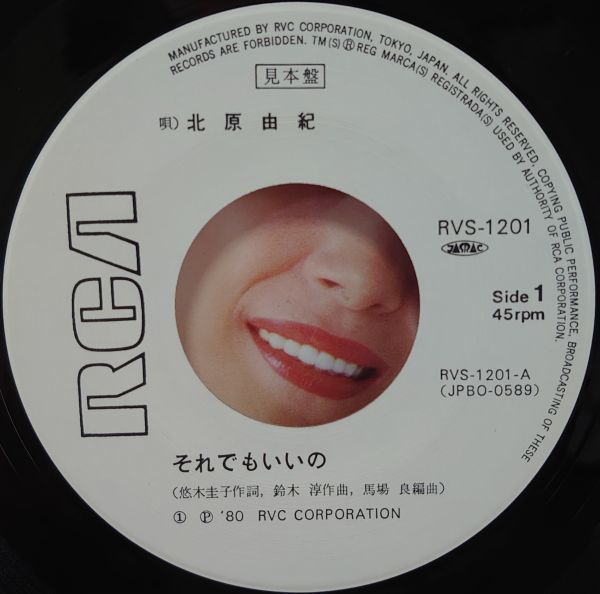 MANUFACTURED BY RVC CORPORATION, TOKYO, JAPAN. ALL RIGHTS RESERVED. COPYING PUBLIC PERFORMANCE, BROADCASTING OF THESE
RECORDS ARE FORBIDDEN. TM(S)®REG MARCA(S) REGISTRADA(S) USED BY AUTHORITY OF RCA CORPORATION.
見本盤
唄)北原由紀
RCA
RVS-1201
JASRAC
Side 1
45rpm
RVS-1201-A
(JPBO-0589)
それでもいいの
(悠木圭子作詞, 鈴木 淳作曲, 馬場 良編曲)
① Ⓟ '80 RVC CORPORATION